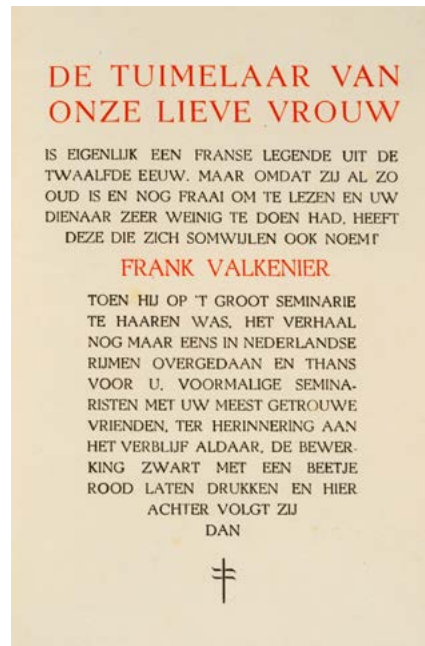 DE TUIMELAAR VAN
ONZE LIEVE VROUW
IS EIGENLIJK EEN FRANSE LEGENDE UIT DE
TWAALFDE EEUW. MAAR OMDAT ZIJ AL ZO
OUD IS EN NOG FRAAI OM TE LEZEN EN UW
DIENAAR ZEER WEINIG TE DOEN HAD, HEEFT
DEZE DIE ZICH SOMWIJLEN OOK NOEMT
FRANK VALKENIER
TOEN HIJ OP 'T GROOT SEMINARIE
TE HAAREN WAS, HET VERHAAL
NOG MAAR EENS IN NEDERLANDSE
RIJMEN OVERGEDAAN EN THANS
VOOR U, VOORMALIGE SEMINA-
RISTEN MET UW MEEST GETROUWE
VRIENDEN, TER HERINNERING AAN
HET VERBLIJF ALDAAR, DE BEWER-
KING ZWART MET EEN BEETJE
ROOD LATEN DRUKKEN EN HIER
ACHTER VOLGT ZIJ
DAN